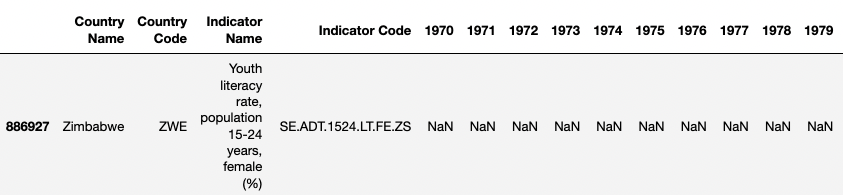 Country Name Country Code Indicator Name Indicator Code 1970 1971 1972 1973 1974 1975 1976 1977 1978 1979
886927 Zimbabwe ZWE Youth literacy rate, population 15-24 years, female (%) SE.ADT.1524.LT.FE.ZS NaN NaN NaN NaN NaN NaN NaN NaN NaN NaN